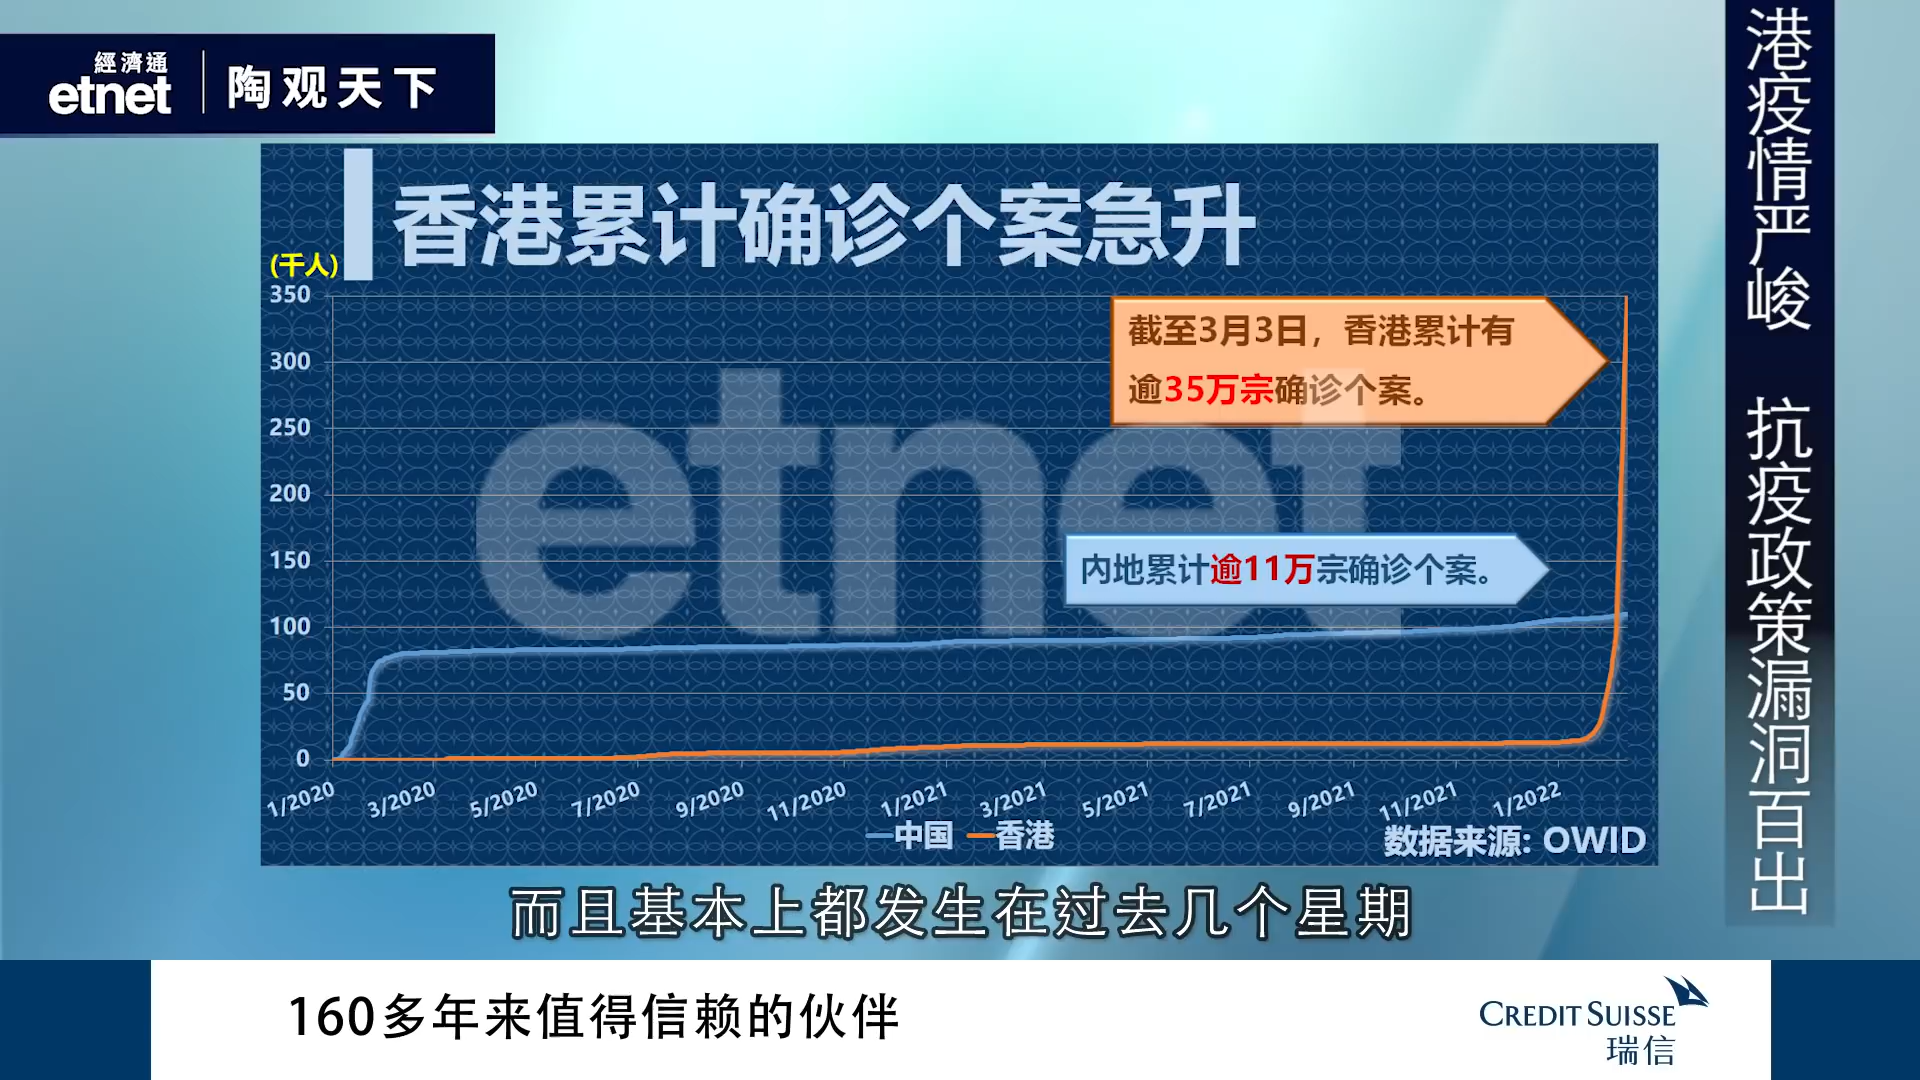 經濟通
etnet
陶观天下
港疫情严峻 抗疫政策漏洞百出
香港累计确诊个案急升
(千人)
350
300
250
200
150
100
50
0
截至3月3日，香港累计有
逾35万宗确诊个案。
内地累计逾11万宗确诊个案。
etnet
1/2020 3/2020 5/2020 7/2020 9/2020 11/2020 1/2021 3/2021 5/2021 7/2021 9/2021 11/2021 1/2022
中国 香港
数据来源: OWID
而且基本上都发生在过去几个星期
160多年来值得信赖的伙伴
CREDIT SUISSE
瑞信